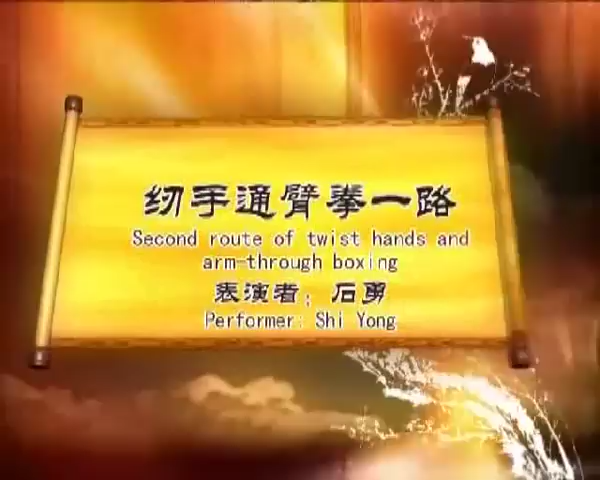 纫手通臂拳一路
Second route of twist hands and
arm-through boxing
表演者：石勇
Performer: Shi Yong